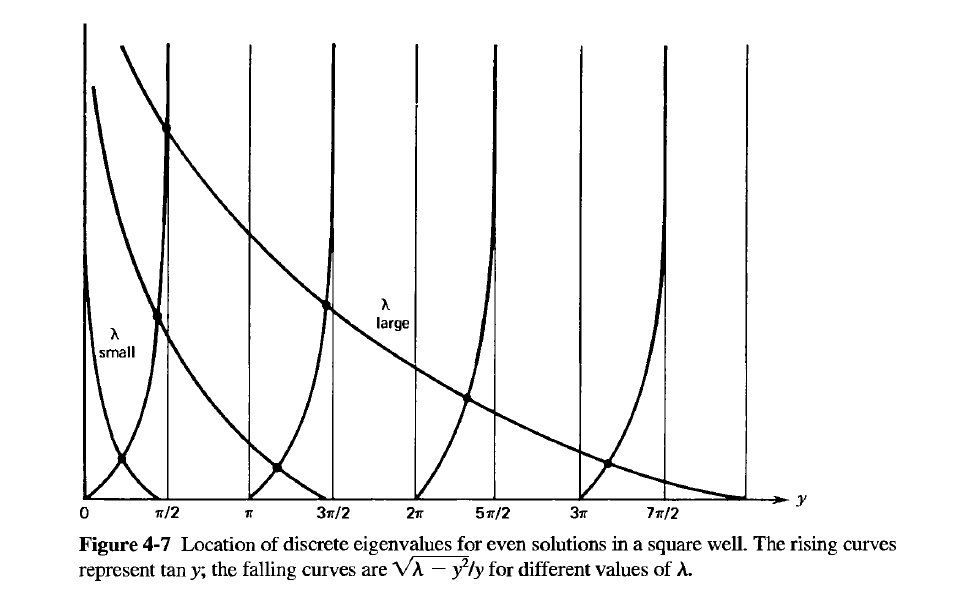 λ
large
λ
small
0
π/2
π
3π/2
2π
5π/2
3π
7π/2
y
Figure 4-7 Location of discrete eigenvalues for even solutions in a square well. The rising curves
represent tan y; the falling curves are √λ − y²/y for different values of λ.